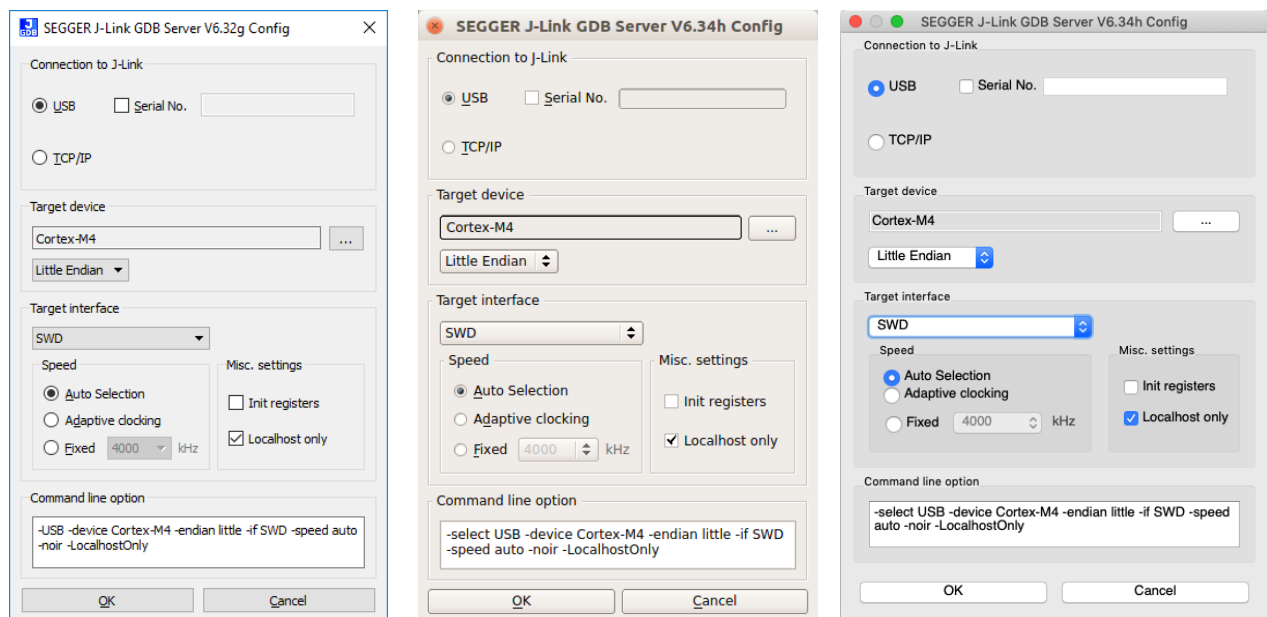 J GDB SEGGER J-Link GDB Server V6.32g Config
Connection to J-Link
USB Serial No.
TCP/IP
Target device
Cortex-M4 ...
Little Endian
Target interface
SWD
Speed
Auto Selection
Adaptive clocking
Fixed 4000 kHz
Misc. settings
Init registers
Localhost only
Command line option
-USB -device Cortex-M4 -endian little -if SWD -speed auto
-noir -LocalhostOnly
OK Cancel
SEGGER J-Link GDB Server V6.34h Config
Connection to J-Link
USB Serial No.
TCP/IP
Target device
Cortex-M4 ...
Little Endian
Target interface
SWD
Speed
Auto Selection
Adaptive clocking
Fixed 4000 kHz
Misc. settings
Init registers
Localhost only
Command line option
-select USB -device Cortex-M4 -endian little -if SWD
-speed auto -noir -LocalhostOnly
OK Cancel
SEGGER J-Link GDB Server V6.34h Config
Connection to J-Link
USB Serial No.
TCP/IP
Target device
Cortex-M4 ...
Little Endian
Target interface
SWD
Speed
Auto Selection
Adaptive clocking
Fixed 4000 kHz
Misc. settings
Init registers
Localhost only
Command line option
-select USB -device Cortex-M4 -endian little -if SWD -speed
auto -noir -LocalhostOnly
OK Cancel